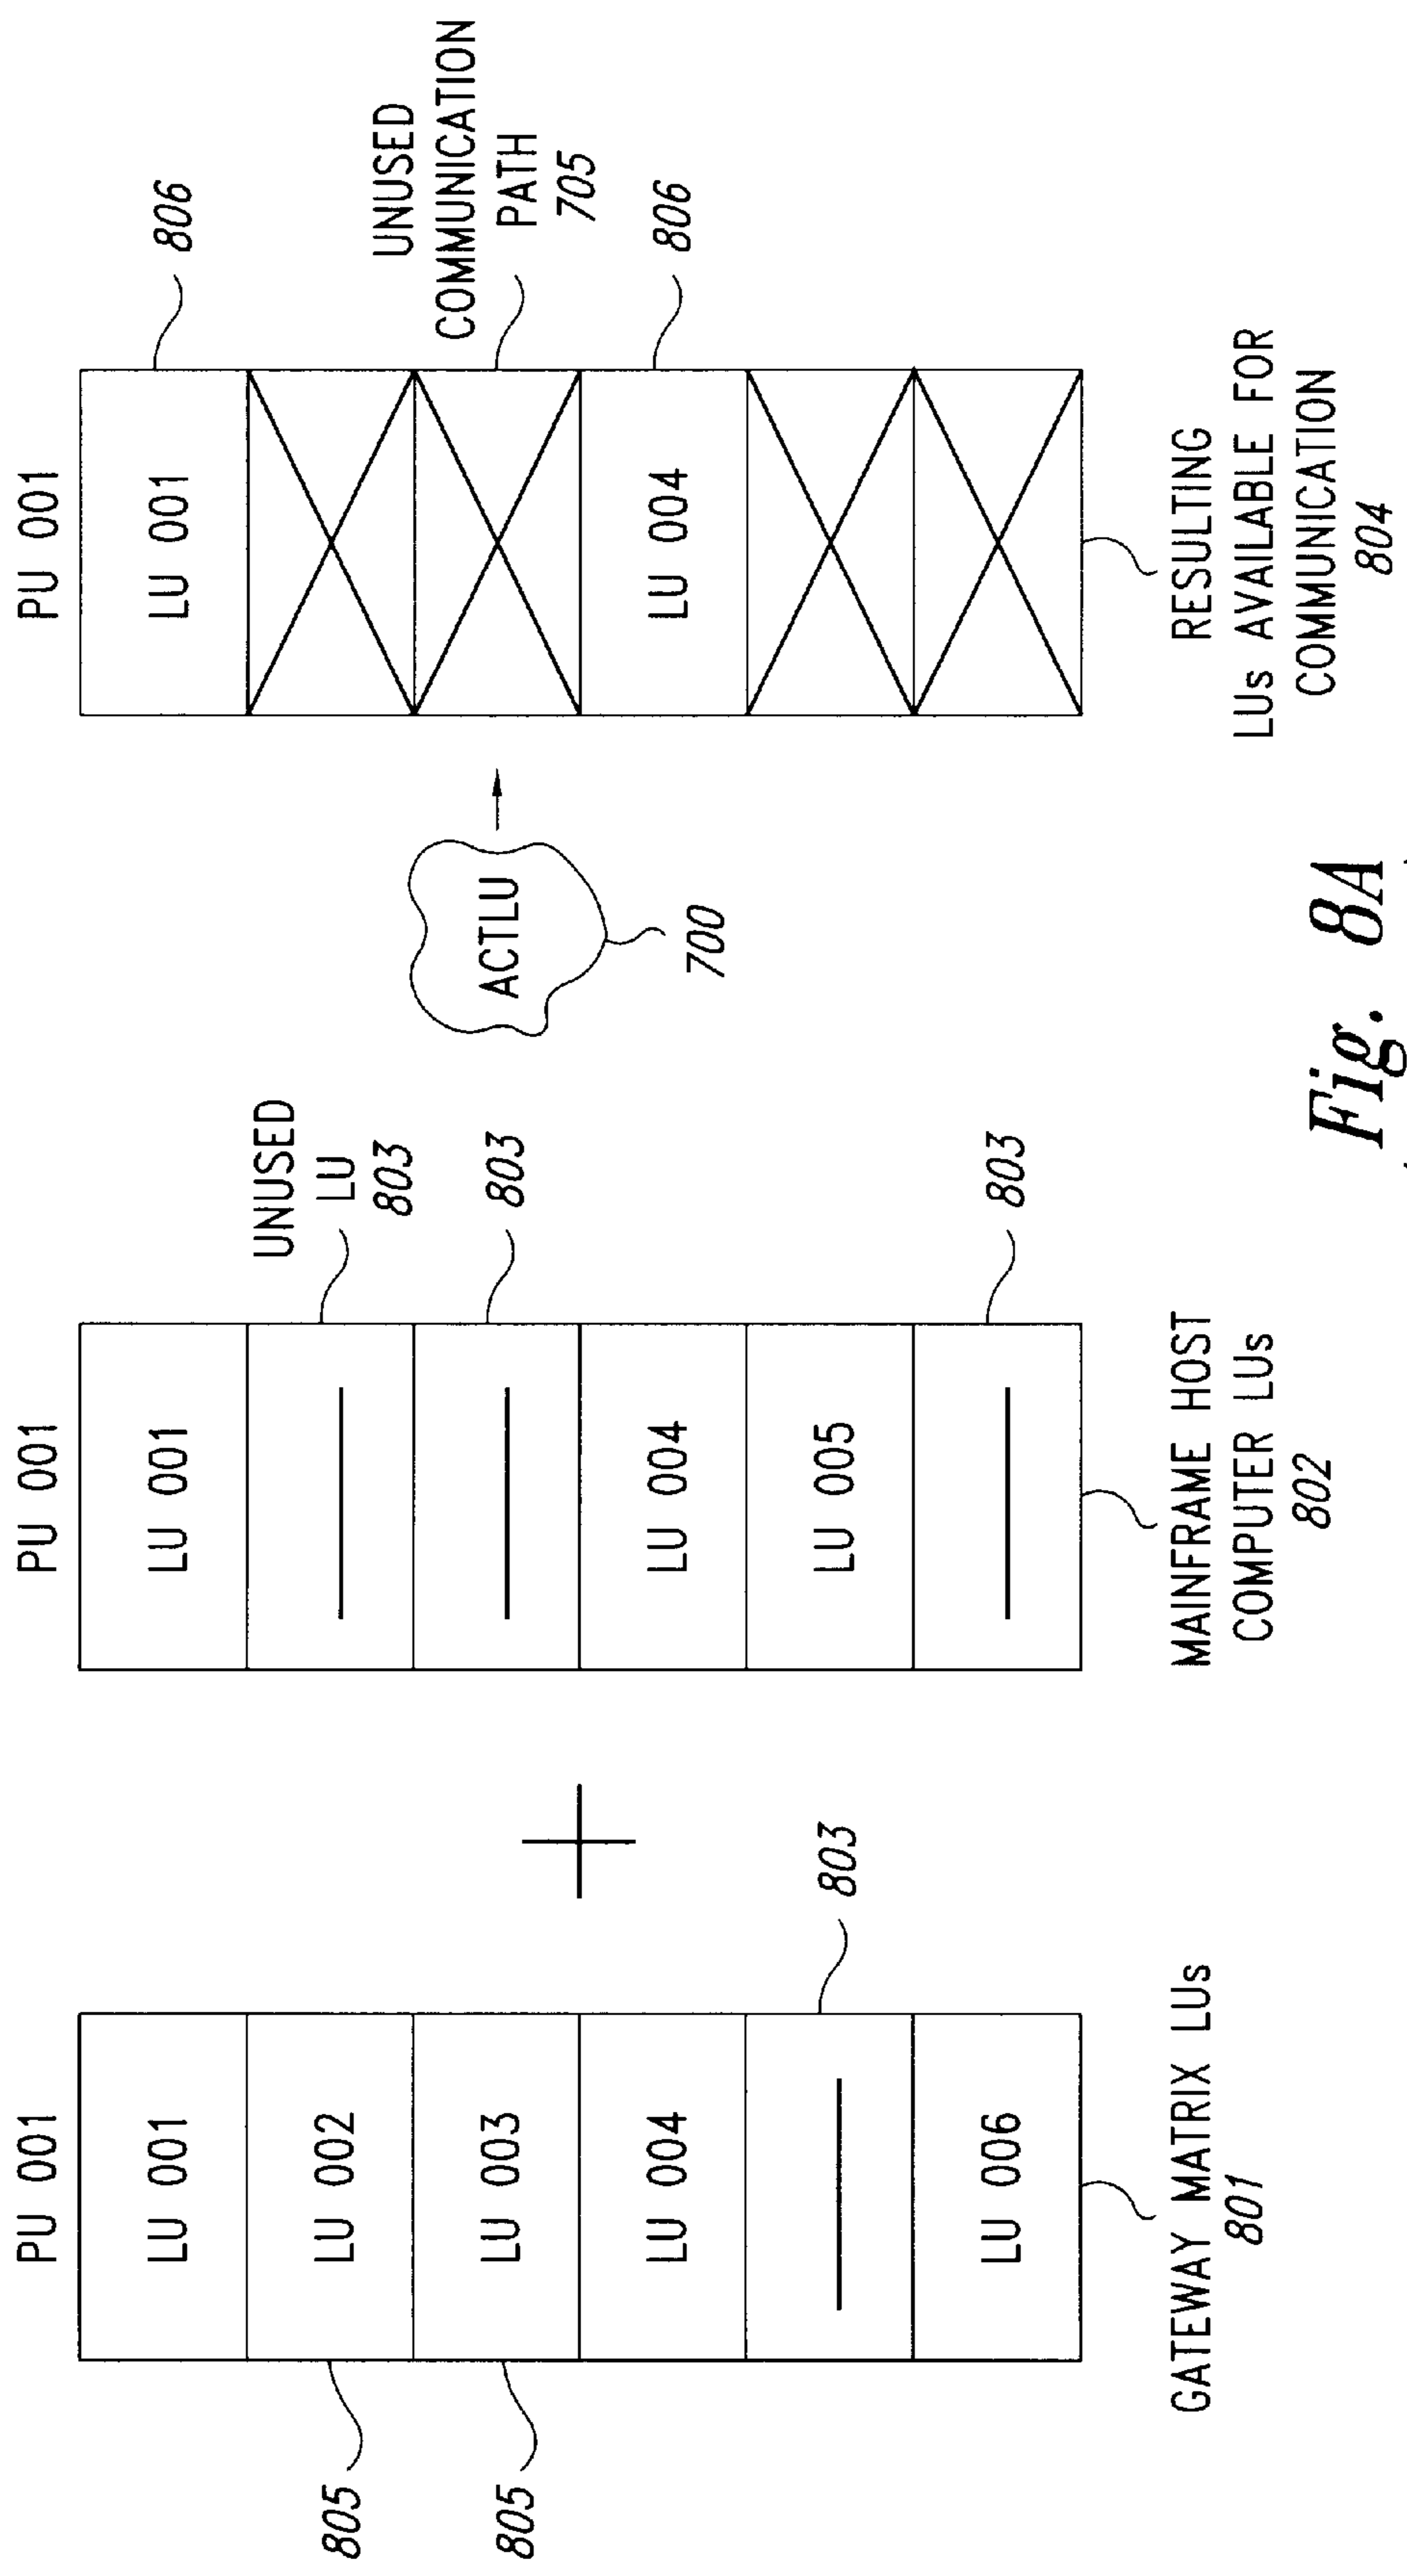 PU 001
LU 001
LU 002
LU 003
LU 004
LU 006
805
805
803
GATEWAY MATRIX LUs
801
PU 001
LU 001
LU 004
LU 005
UNUSED
LU
803
803
803
MAINFRAME HOST
COMPUTER LUs
802
ACTLU
700
PU 001
LU 001
LU 004
806
UNUSED
COMMUNICATION
PATH
705
806
RESULTING
LUs AVAILABLE FOR
COMMUNICATION
804
Fig. 8A